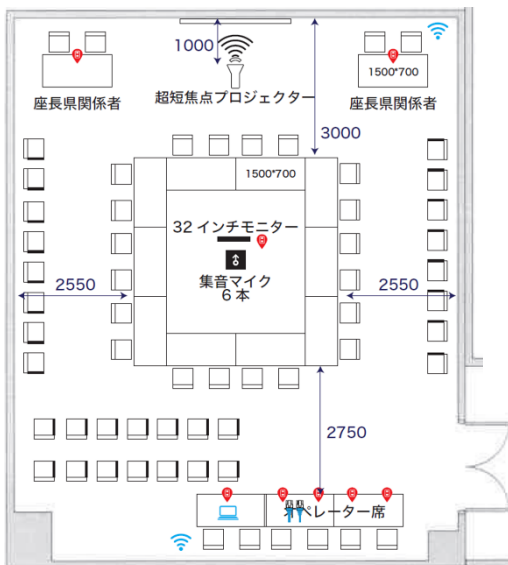 1000
1500*700
座長県関係者
超短焦点プロジェクター
座長県関係者
3000
1500*700
32 インチモニター
集音マイク
6 本
2550
2550
2750
オペレーター席